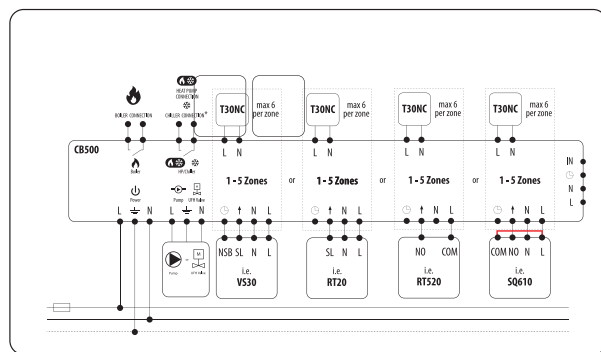 HEAT PUMP
CONNECTION
BOILER CONNECTION
CHILLER CONNECTION*
T30NC
max 6
per zone
T30NC
max 6
per zone
T30NC
max 6
per zone
T30NC
max 6
per zone
CB500
Boiler
HP/Chiller
L N
L N
L N
L N
IN
N
L
1 - 5 Zones
or
1 - 5 Zones
or
1 - 5 Zones
or
1 - 5 Zones
Power
Pump
UFH Valve
L N
L N
N L
N L
N L
N L
NSB SL N L
SL N L
NO COM
COM NO N L
i.e.
VS30
i.e.
RT20
i.e.
RT520
i.e.
SQ610
M
or
Pump
UFH Valve